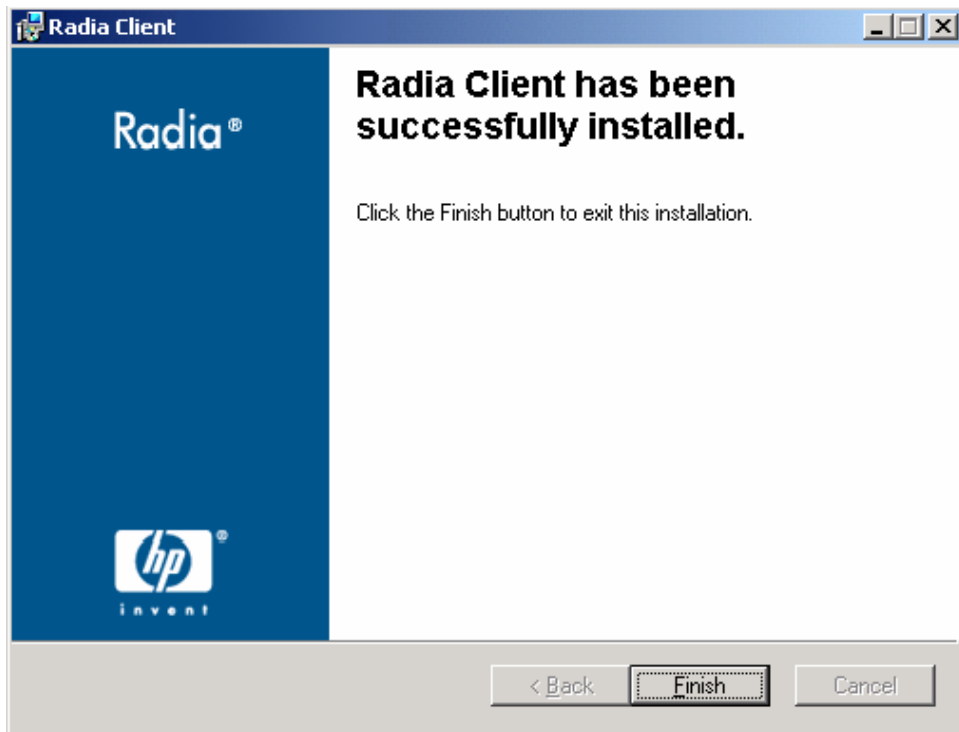 Radia Client
Radia®
Radia Client has been
successfully installed.
Click the Finish button to exit this installation.
hp®
invent
< Back
Finish
Cancel